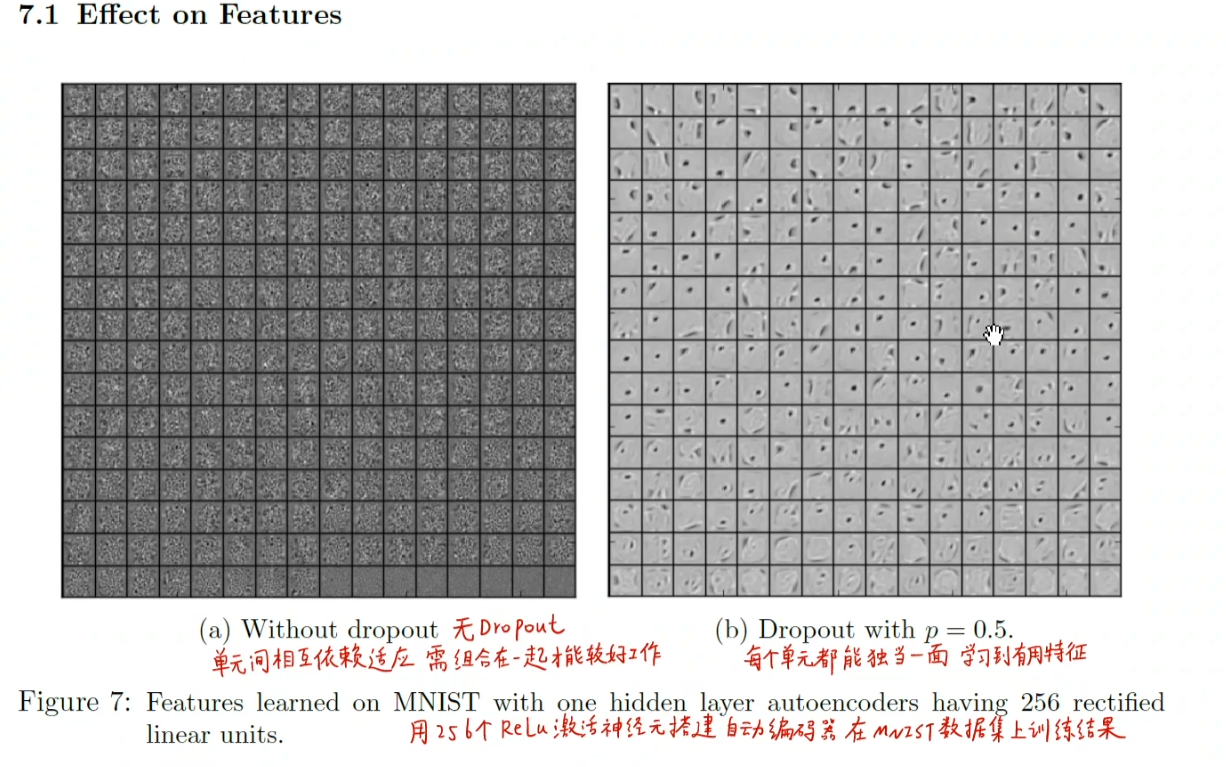 7.1 Effect on Features
(a) Without dropout 无Dropout
(b) Dropout with p = 0.5.
单元间相互依赖适应 需组合在一起才能较好工作
每个单元都能独当一面 学习到有用特征
Figure 7: Features learned on MNIST with one hidden layer autoencoders having 256 rectified
linear units.
用256个ReLu激活神经元搭建自动编码器在MNIST数据集上训练结果